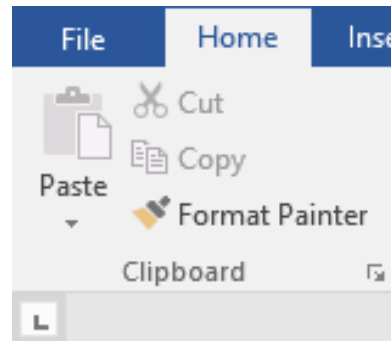 File Home Inse
Cut
Copy
Paste
Format Painter
Clipboard